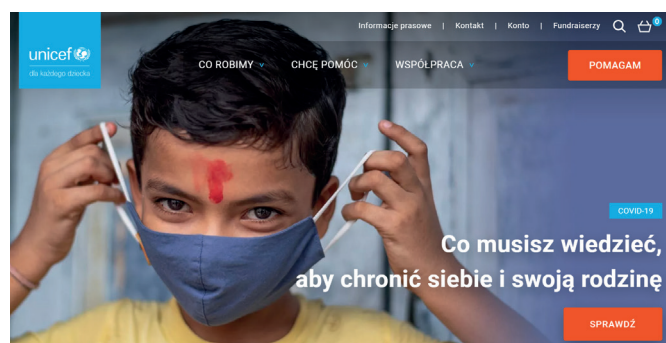 Informacje prasowe | Kontakt | Konto | Fundraiserzy 0
unicef
dla każdego dziecka
CO ROBIMY CHCĘ POMÓC WSPÓŁPRACA POMAGAM
COVID-19
Co musisz wiedzieć,
aby chronić siebie i swoją rodzinę
SPRAWDŹ